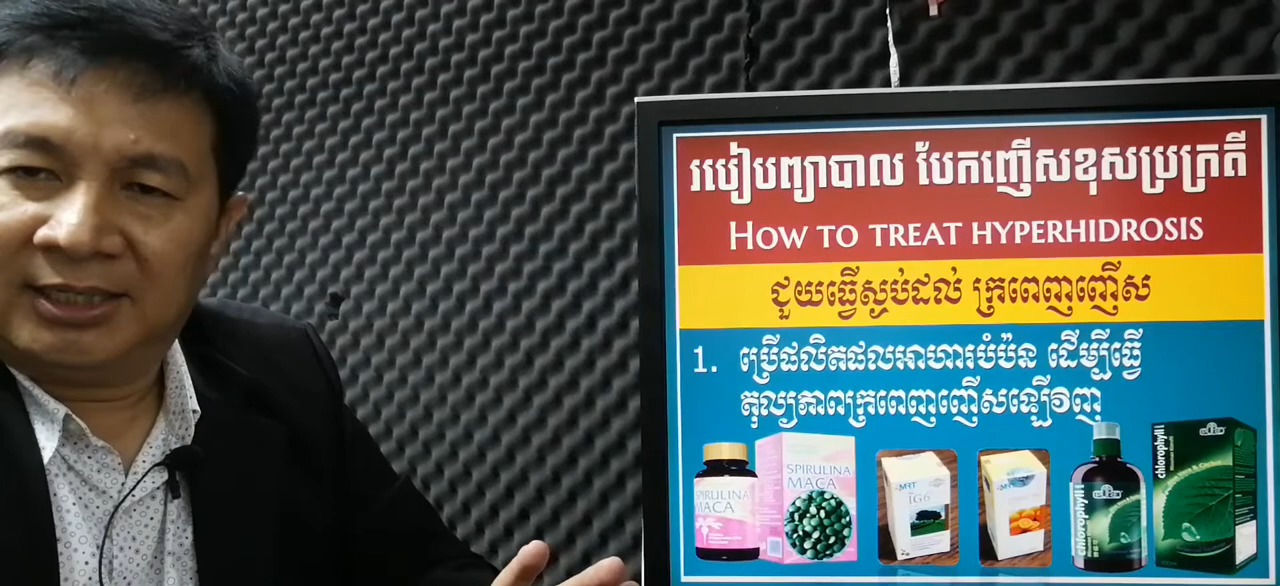 របៀបព្យាបាល បែកញើសខុសប្រក្រតី
HOW TO TREAT HYPERHIDROSIS
ជួយធ្វើស្ងប់ដល់ ក្រពេញញើស
1. ប្រើផលិតផលអាហារបំប៉ន ដើម្បីធ្វើ
តុល្យភាពក្រពេញញើសឡើវិញ
SPIRULINA
MACA
SPIRULINA
MACA
MRT
IG6
MRT
chlorophyll
chlorophyll